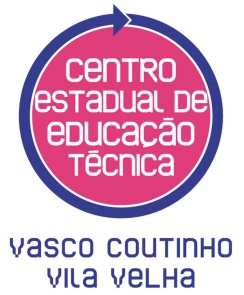 CENTRO
ESTADUAL DE
EDUCAÇÃO
TÉCNICA
VASCO COUTINHO
VILA VELHA